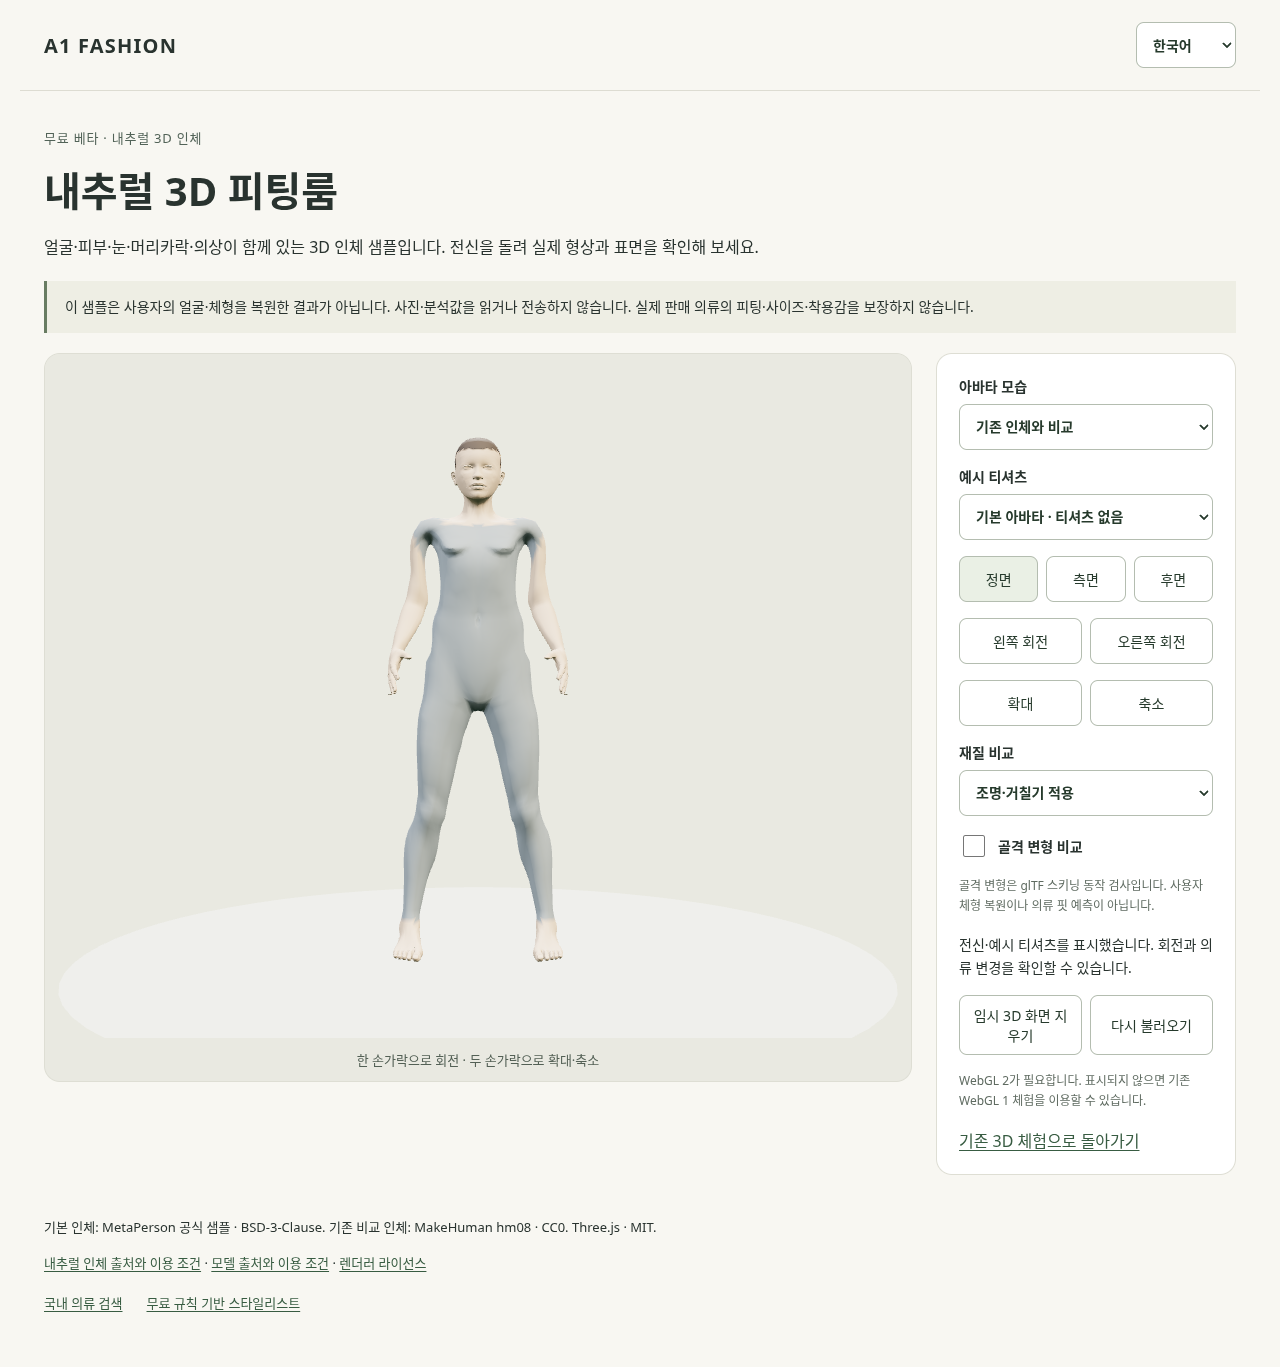 A1 FASHION
한국어
무료 베타 · 내추럴 3D 인체
내추럴 3D 피팅룸
얼굴·피부·눈·머리카락·의상이 함께 있는 3D 인체 샘플입니다. 전신을 돌려 실제 형상과 표면을 확인해 보세요.
이 샘플은 사용자의 얼굴·체형을 복원한 결과가 아닙니다. 사진·분석값을 읽거나 전송하지 않습니다. 실제 판매 의류의 피팅·사이즈·착용감을 보장하지 않습니다.
한 손가락으로 회전 · 두 손가락으로 확대·축소
아바타 모습
기존 인체와 비교
예시 티셔츠
기본 아바타 · 티셔츠 없음
정면 측면 후면
왼쪽 회전 오른쪽 회전
확대 축소
재질 비교
조명·거칠기 적용
골격 변형 비교
골격 변형은 glTF 스키닝 동작 검사입니다. 사용자
체형 복원이나 의류 핏 예측이 아닙니다.
전신·예시 티셔츠를 표시했습니다. 회전과 의
류 변경을 확인할 수 있습니다.
임시 3D 화면 지
우기
다시 불러오기
WebGL 2가 필요합니다. 표시되지 않으면 기존
WebGL 1 체험을 이용할 수 있습니다.
기존 3D 체험으로 돌아가기
기본 인체: MetaPerson 공식 샘플 · BSD-3-Clause. 기존 비교 인체: MakeHuman hm08 · CC0. Three.js · MIT.
내추럴 인체 출처와 이용 조건 · 모델 출처와 이용 조건 · 렌더러 라이선스
국내 의류 검색 무료 규칙 기반 스타일리스트